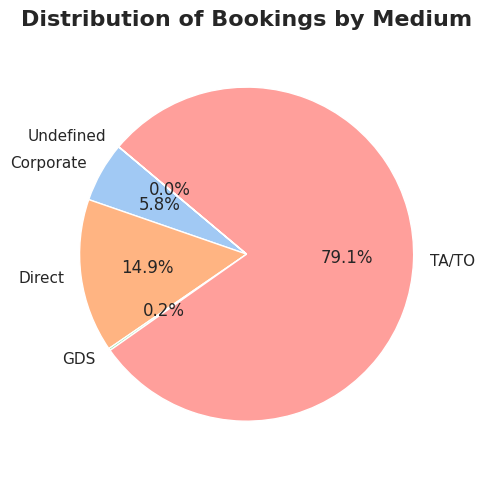 Distribution of Bookings by Medium
Undefined
Corporate
0.0%
5.8%
Direct
14.9%
79.1%
TA/TO
0.2%
GDS